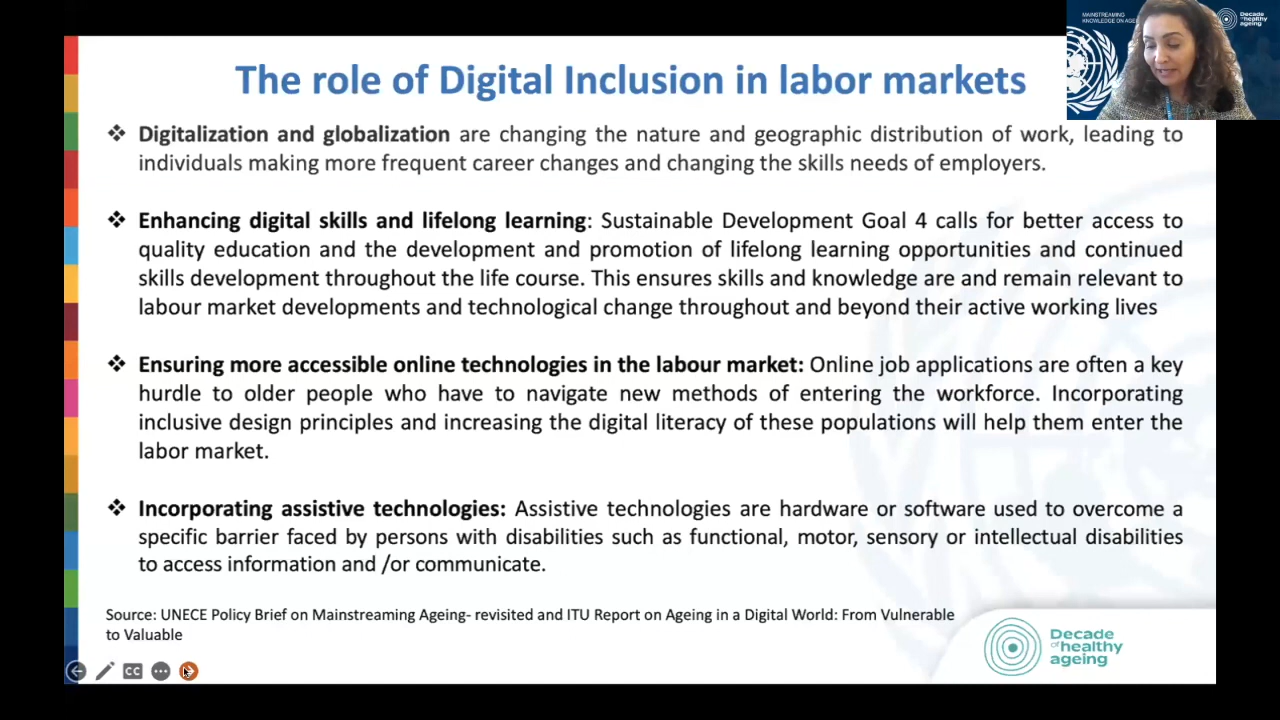 The role of Digital Inclusion in labor markets
MAINSTREAMING
KNOWLEDGE ON AGE
Decade
of healthy
ageing
❖ Digitalization and globalization are changing the nature and geographic distribution of work, leading to
individuals making more frequent career changes and changing the skills needs of employers.
❖ Enhancing digital skills and lifelong learning: Sustainable Development Goal 4 calls for better access to
quality education and the development and promotion of lifelong learning opportunities and continued
skills development throughout the life course. This ensures skills and knowledge are and remain relevant to
labour market developments and technological change throughout and beyond their active working lives
❖ Ensuring more accessible online technologies in the labour market: Online job applications are often a key
hurdle to older people who have to navigate new methods of entering the workforce. Incorporating
inclusive design principles and increasing the digital literacy of these populations will help them enter the
labor market.
❖ Incorporating assistive technologies: Assistive technologies are hardware or software used to overcome a
specific barrier faced by persons with disabilities such as functional, motor, sensory or intellectual disabilities
to access information and /or communicate.
Source: UNECE Policy Brief on Mainstreaming Ageing- revisited and ITU Report on Ageing in a Digital World: From Vulnerable
to Valuable
Decade
of healthy
ageing
CC